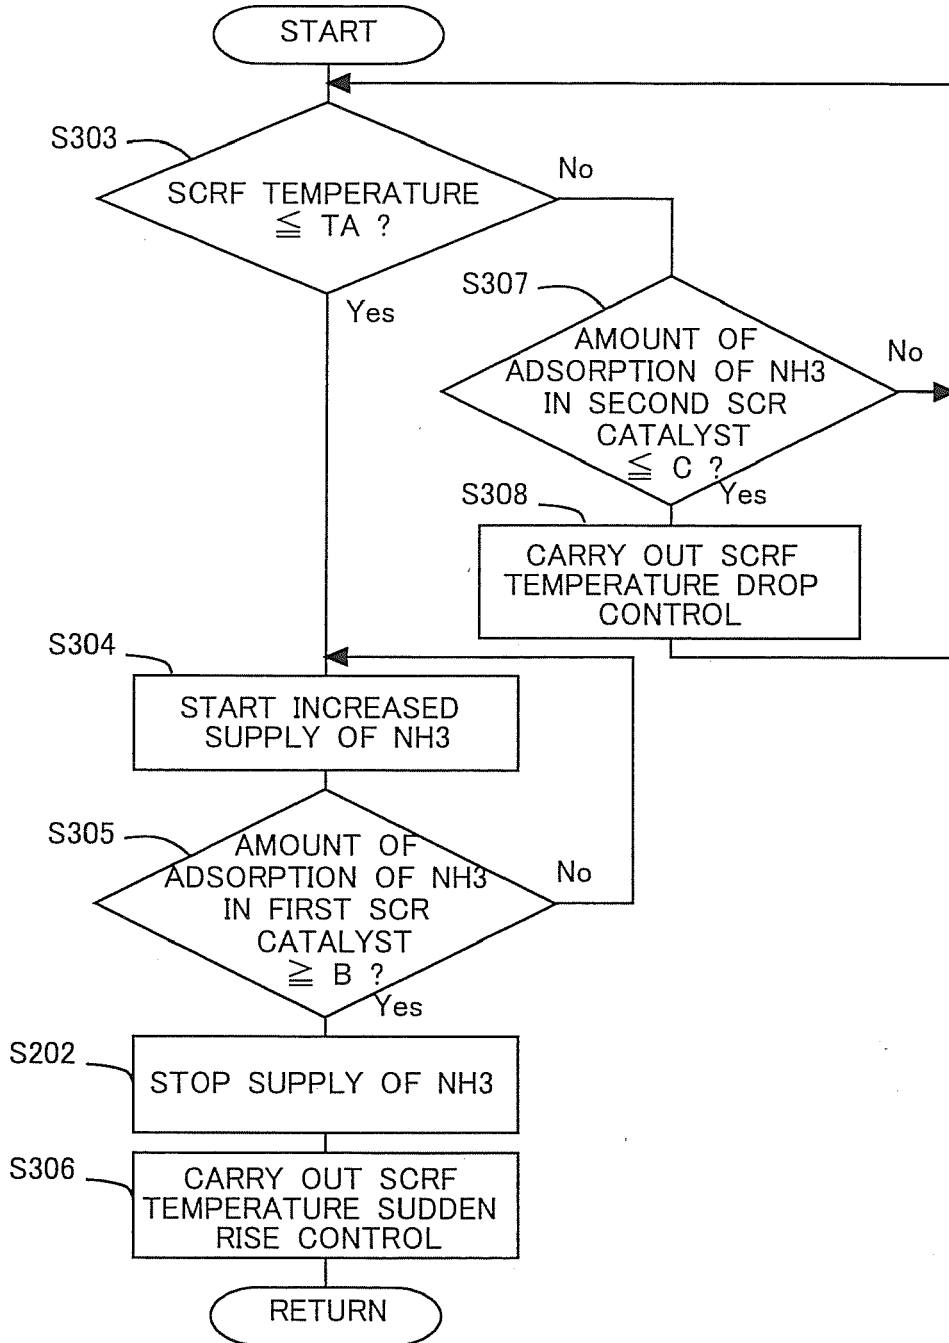 START
S303
SCRF TEMPERATURE
≦ TA ?
No
Yes
S307
AMOUNT OF
ADSORPTION OF NH3
IN SECOND SCR
CATALYST
≦ C ?
No
Yes
S308
CARRY OUT SCRF
TEMPERATURE DROP
CONTROL
S304
START INCREASED
SUPPLY OF NH3
S305
AMOUNT OF
ADSORPTION OF NH3
IN FIRST SCR
CATALYST
≧ B ?
No
Yes
S202
STOP SUPPLY OF NH3
S306
CARRY OUT SCRF
TEMPERATURE SUDDEN
RISE CONTROL
RETURN